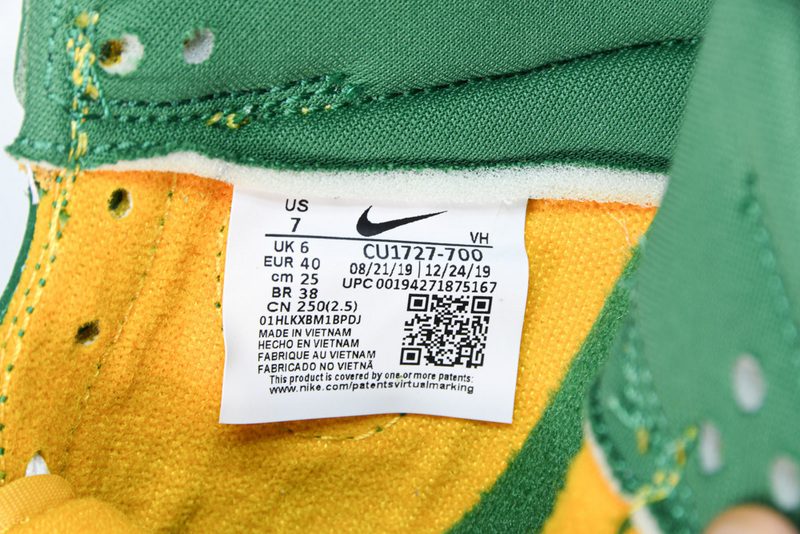 US
7
VH
UK 6
CU1727-700
EUR 40
08/21/19 | 12/24/19
cm 25
UPC 00194271875167
BR 38
CN 250(2.5)
01HLKXBM1BPDJ
MADE IN VIETNAM
HECHO EN VIETNAM
FABRIQUE AU VIETNAM
FABRICADO NO VIETNÃ
This product is covered by one or more patents:
www.nike.com/patentsvirtualmarking